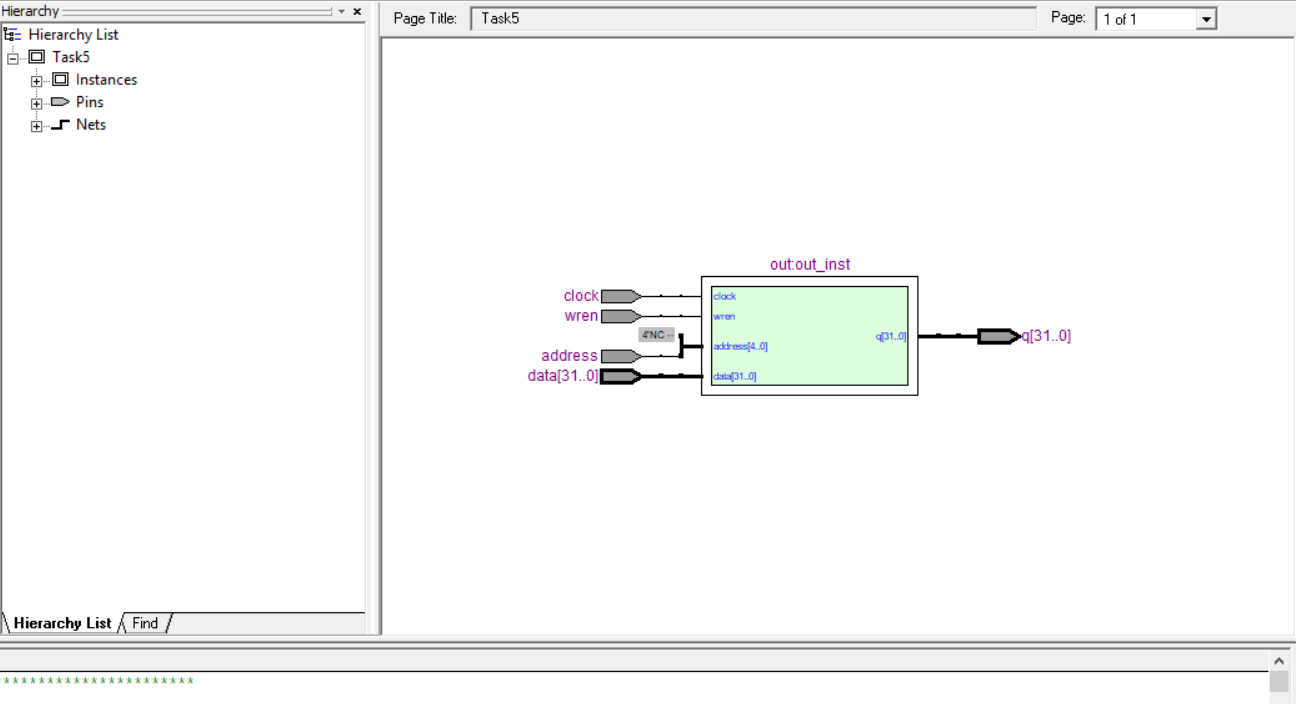 Hierarchy
Page Title: Task5
Page: 1 of 1
Hierarchy List
Task5
Instances
Pins
Nets
out:out_inst
clock
clock
wren
wren
4'NC --
address[4..0]
q[31..0]
q[31..0]
address
data[31..0]
data[31..0]
Hierarchy List
Find
**********************